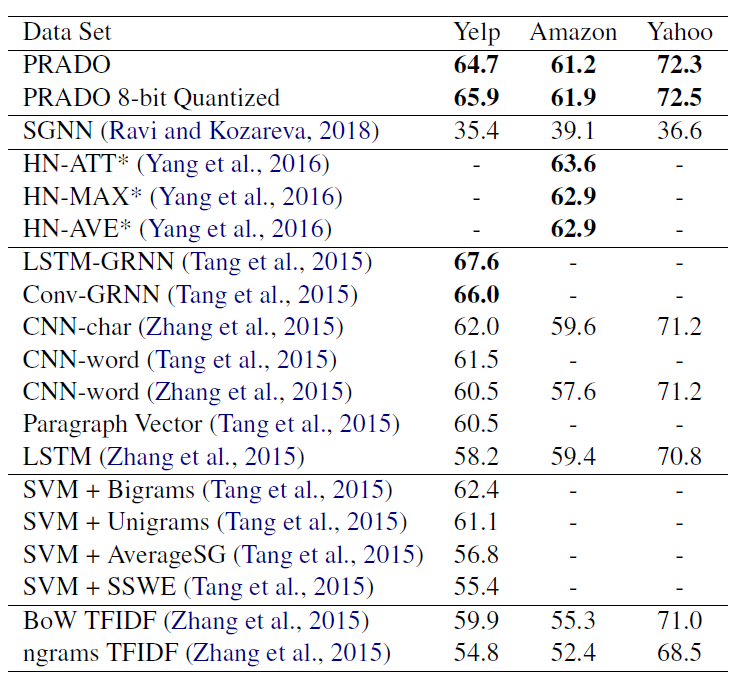 Data Set Yelp Amazon Yahoo
PRADO 64.7 61.2 72.3
PRADO 8-bit Quantized 65.9 61.9 72.5
SGNN (Ravi and Kozareva, 2018) 35.4 39.1 36.6
HN-ATT* (Yang et al., 2016) - 63.6 -
HN-MAX* (Yang et al., 2016) - 62.9 -
HN-AVE* (Yang et al., 2016) - 62.9 -
LSTM-GRNN (Tang et al., 2015) 67.6 - -
Conv-GRNN (Tang et al., 2015) 66.0 - -
CNN-char (Zhang et al., 2015) 62.0 59.6 71.2
CNN-word (Tang et al., 2015) 61.5 - -
CNN-word (Zhang et al., 2015) 60.5 57.6 71.2
Paragraph Vector (Tang et al., 2015) 60.5 - -
LSTM (Zhang et al., 2015) 58.2 59.4 70.8
SVM + Bigrams (Tang et al., 2015) 62.4 - -
SVM + Unigrams (Tang et al., 2015) 61.1 - -
SVM + AverageSG (Tang et al., 2015) 56.8 - -
SVM + SSWE (Tang et al., 2015) 55.4 - -
BoW TFIDF (Zhang et al., 2015) 59.9 55.3 71.0
ngrams TFIDF (Zhang et al., 2015) 54.8 52.4 68.5